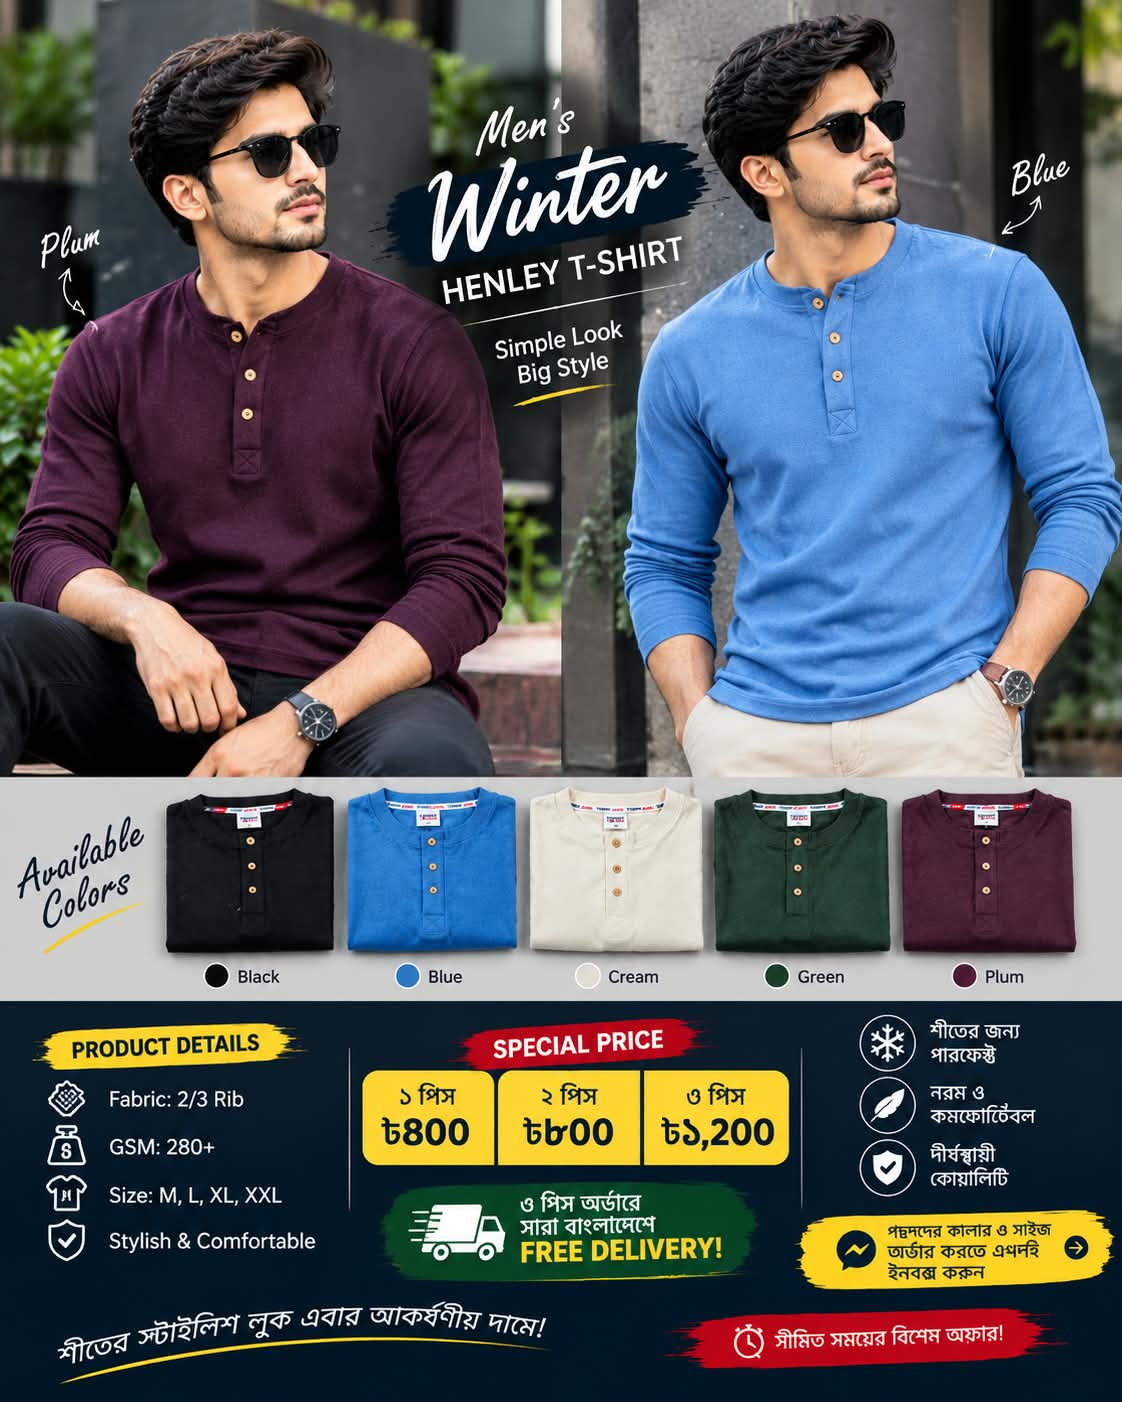 Men's
Winter
HENLEY T-SHIRT
Simple Look
Big Style
Plum
Blue
Available
Colors
Black
Blue
Cream
Green
Plum
PRODUCT DETAILS
Fabric: 2/3 Rib
GSM: 280+
Size: M, L, XL, XXL
Stylish & Comfortable
SPECIAL PRICE
১ পিস
৳800
২ পিস
৳৮00
৩ পিস
৳১,200
৩ পিস অর্ডারে
সারা বাংলাদেশে
FREE DELIVERY!
শীতের জন্য
পারফেক্ট
নরম ও
কমফোর্টেবল
দীর্ঘস্থায়ী
কোয়ালিটি
কালার ও সাইজ
অর্ডার করতে
ইনবক্স করুন
শীতের স্টাইলিশ লুক এবার আকর্ষণীয় দামে!
সীমিত সময়ের বিশেম অফার!